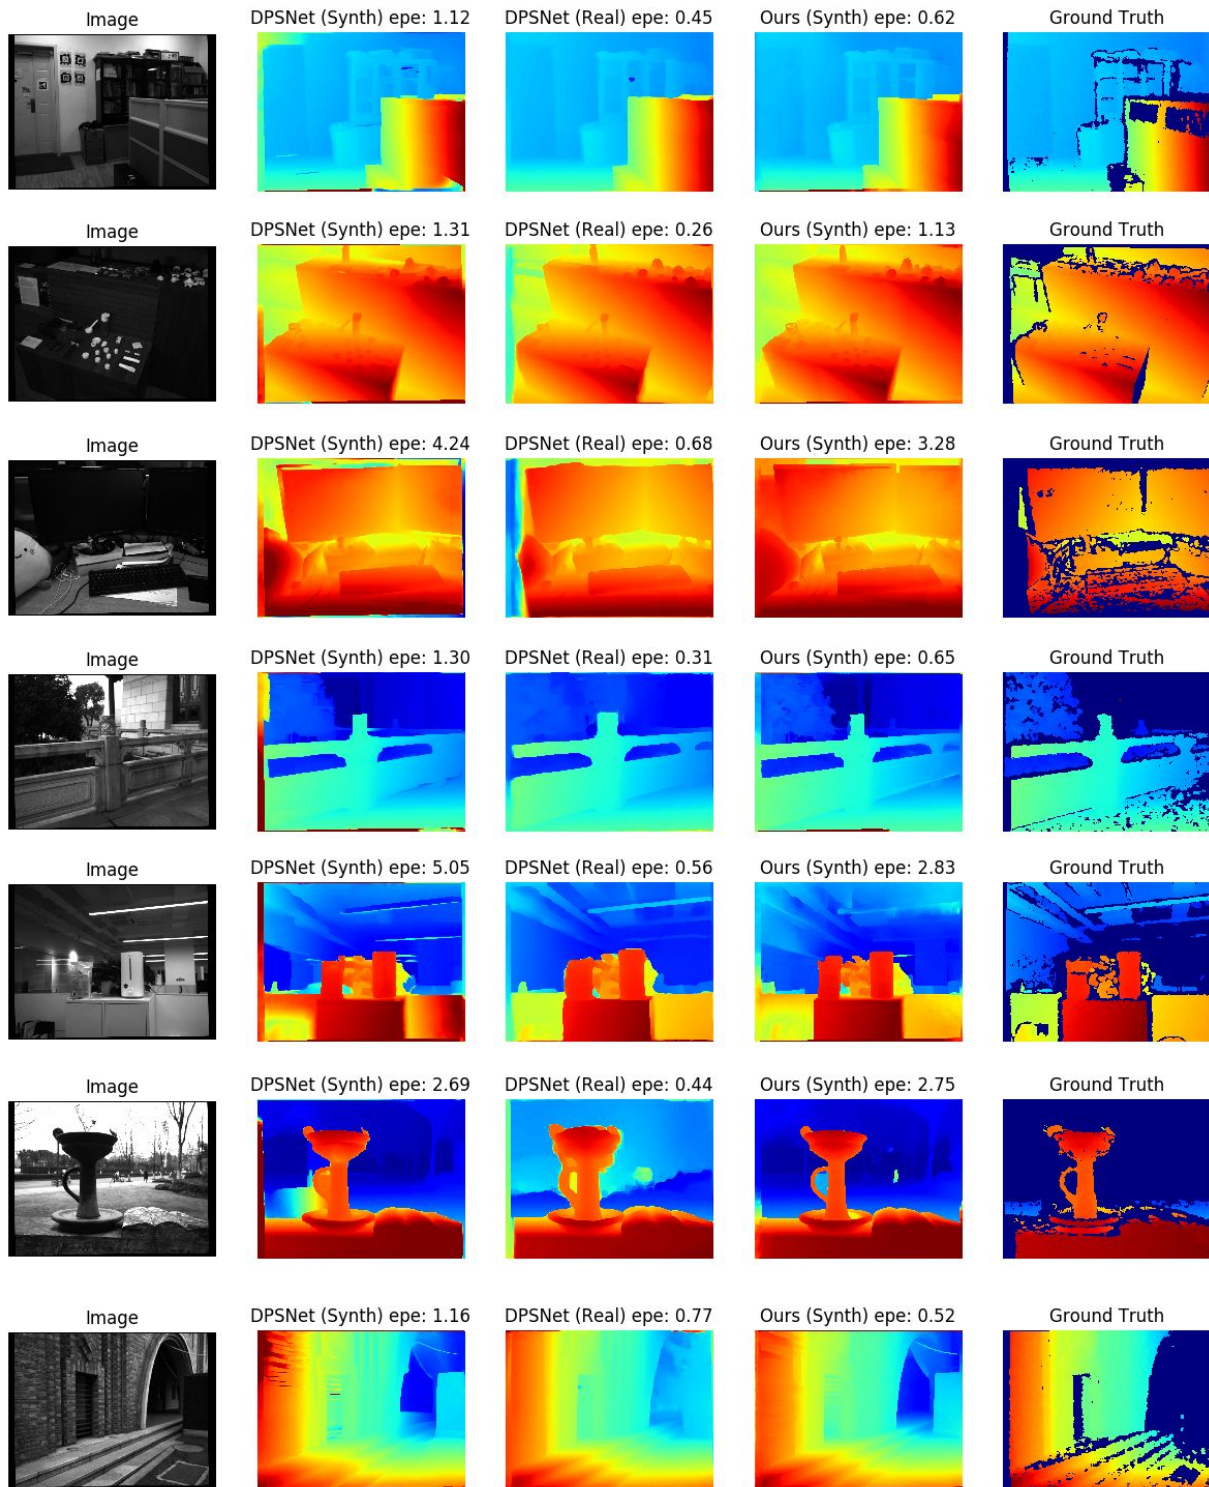 Image DPSNet (Synth) epe: 1.12 DPSNet (Real) epe: 0.45 Ours (Synth) epe: 0.62 Ground Truth
Image DPSNet (Synth) epe: 1.31 DPSNet (Real) epe: 0.26 Ours (Synth) epe: 1.13 Ground Truth
Image DPSNet (Synth) epe: 4.24 DPSNet (Real) epe: 0.68 Ours (Synth) epe: 3.28 Ground Truth
Image DPSNet (Synth) epe: 1.30 DPSNet (Real) epe: 0.31 Ours (Synth) epe: 0.65 Ground Truth
Image DPSNet (Synth) epe: 5.05 DPSNet (Real) epe: 0.56 Ours (Synth) epe: 2.83 Ground Truth
Image DPSNet (Synth) epe: 2.69 DPSNet (Real) epe: 0.44 Ours (Synth) epe: 2.75 Ground Truth
Image DPSNet (Synth) epe: 1.16 DPSNet (Real) epe: 0.77 Ours (Synth) epe: 0.52 Ground Truth